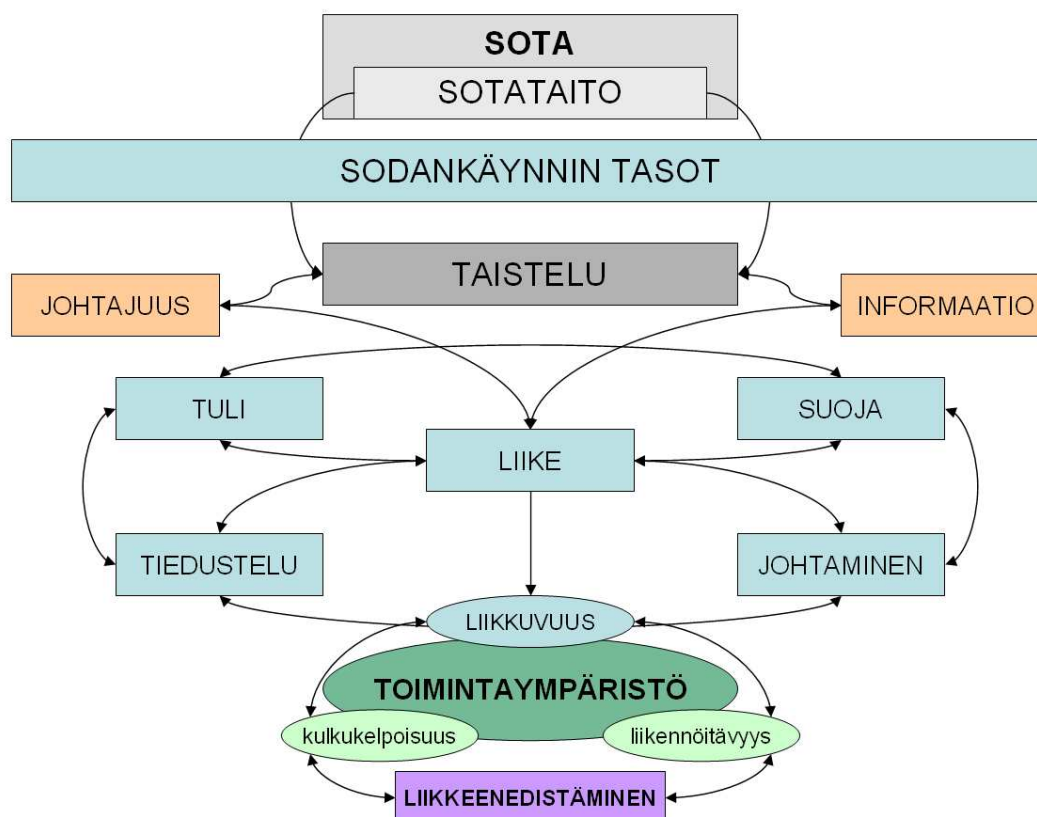 SOTA
SOTATAITO
SODANKÄYNNIN TASOT
TAISTELU
JOHTAJUUS
INFORMAATIO
TULI
SUOJA
LIIKE
TIEDUSTELU
JOHTAMINEN
LIIKKUVUUS
TOIMINTAYMPÄRISTÖ
kulkukelpoisuus
liikennöitävyys
LIIKKEENEDISTÄMINEN